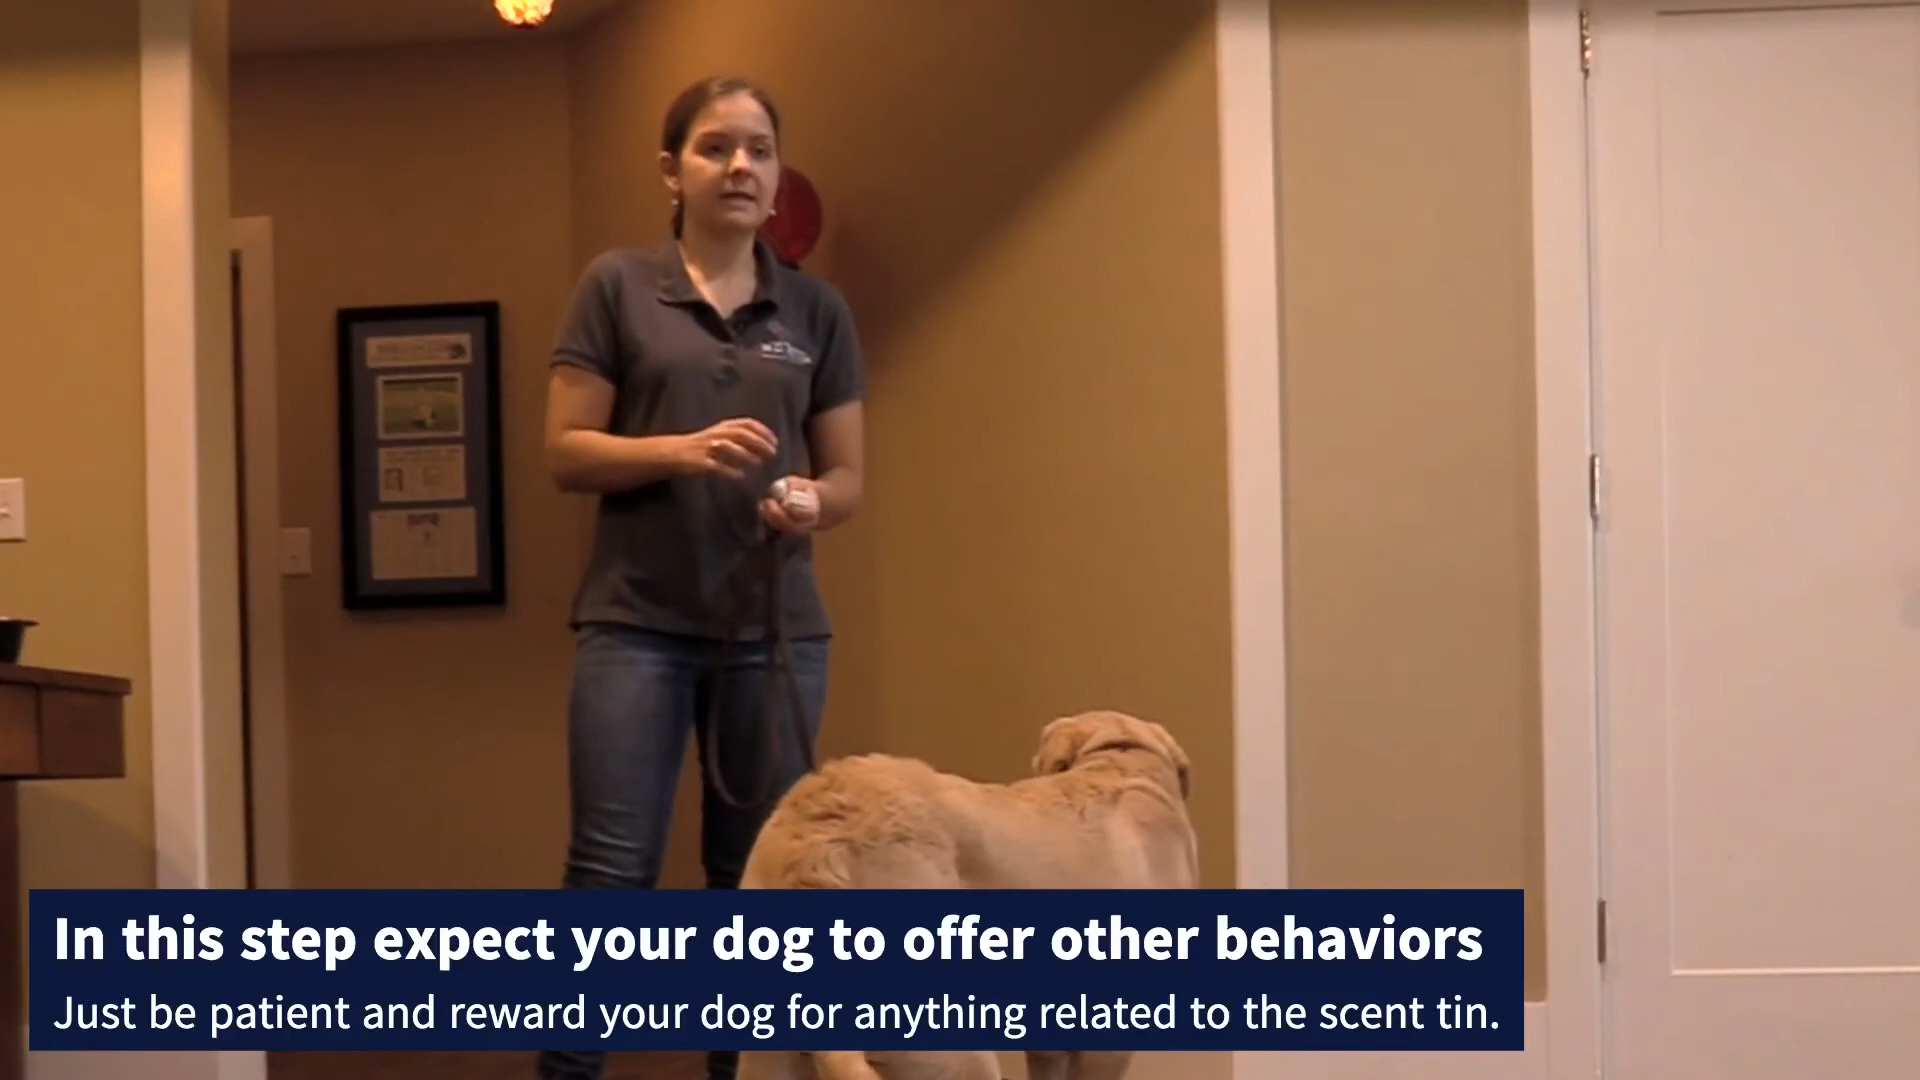 In this step expect your dog to offer other behaviors
Just be patient and reward your dog for anything related to the scent tin.